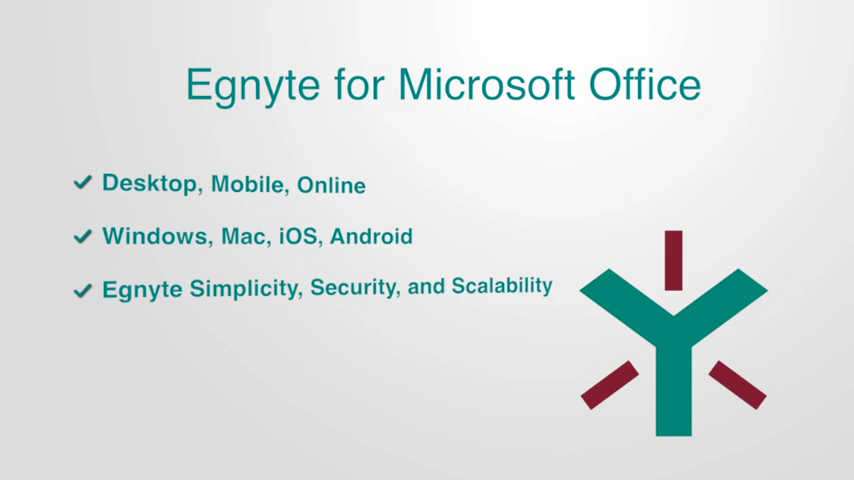 Egnyte for Microsoft Office
Desktop, Mobile, Online
Windows, Mac, iOS, Android
Egnyte Simplicity, Security, and Scalability